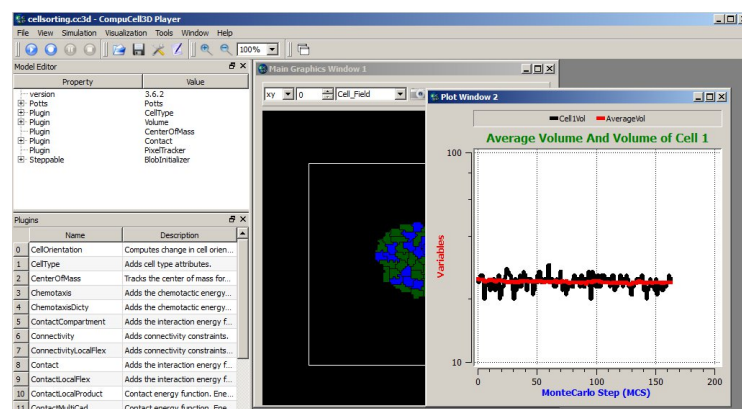 cellsorting.cc3d - CompuCell3D Player
File View Simulation Visualization Tools Window Help
100%
Model Editor
Property Value
version 3.6.2
Potts Potts
Plugin CellType
Plugin Volume
Plugin CenterOfMass
Plugin Contact
Plugin PixelTracker
Steppable BlobInitializer
Plugins
Name Description
0 CellOrientation Computes change in cell orien...
1 CellType Adds cell type attributes.
2 CenterOfMass Tracks the center of mass for...
3 Chemotaxis Adds the chemotactic energy...
4 ChemotaxisDicty Adds the chemotactic energy...
5 ContactCompartment Adds the interaction energy f...
6 Connectivity Adds connectivity constraints.
7 ConnectivityLocalFlex Adds connectivity constraints...
8 Contact Adds the interaction energy f...
9 ContactLocalFlex Adds the interaction energy f...
10 ContactLocalProduct Contact energy function. Ene...
11 ContactMultiCad Contact energy function. Ene
Main Graphics Window 1
xy 0 Cell_Field
Plot Window 2
Cell1Vol AverageVol
Average Volume And Volume of Cell 1
100
Variables
10
0 50 100 150 200
MonteCarlo Step (MCS)